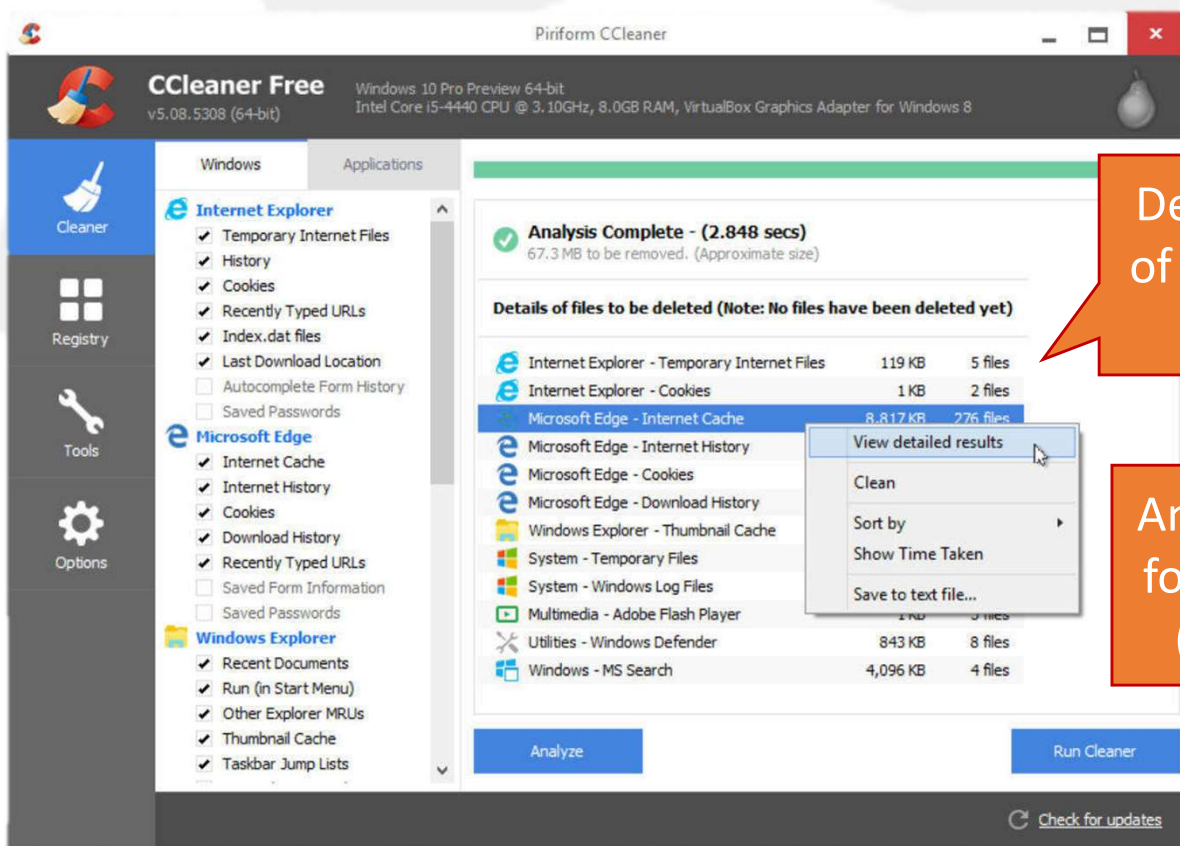 Piriform CCleaner
CCleaner Free
v5.08.5308 (64-bit)
Windows 10 Pro Preview 64-bit
Intel Core i5-4440 CPU @ 3.10GHz, 8.0GB RAM, VirtualBox Graphics Adapter for Windows 8
Cleaner
Registry
Tools
Options
Windows
Applications
Internet Explorer
Temporary Internet Files
History
Cookies
Recently Typed URLs
Index.dat files
Last Download Location
Autocomplete Form History
Saved Passwords
Microsoft Edge
Internet Cache
Internet History
Cookies
Download History
Recently Typed URLs
Saved Form Information
Saved Passwords
Windows Explorer
Recent Documents
Run (in Start Menu)
Other Explorer MRUs
Thumbnail Cache
Taskbar Jump Lists
Analysis Complete - (2.848 secs)
67.3 MB to be removed. (Approximate size)
Details of files to be deleted (Note: No files have been deleted yet)
Internet Explorer - Temporary Internet Files 119 KB 5 files
Internet Explorer - Cookies 1 KB 2 files
Microsoft Edge - Internet Cache 8,817 KB 276 files
Microsoft Edge - Internet History
Microsoft Edge - Cookies
Microsoft Edge - Download History
Windows Explorer - Thumbnail Cache
System - Temporary Files
System - Windows Log Files
Multimedia - Adobe Flash Player 1 KB 3 files
Utilities - Windows Defender 843 KB 8 files
Windows - MS Search 4,096 KB 4 files
View detailed results
Clean
Sort by
Show Time Taken
Save to text file...
Analyze
Run Cleaner
Check for updates
of